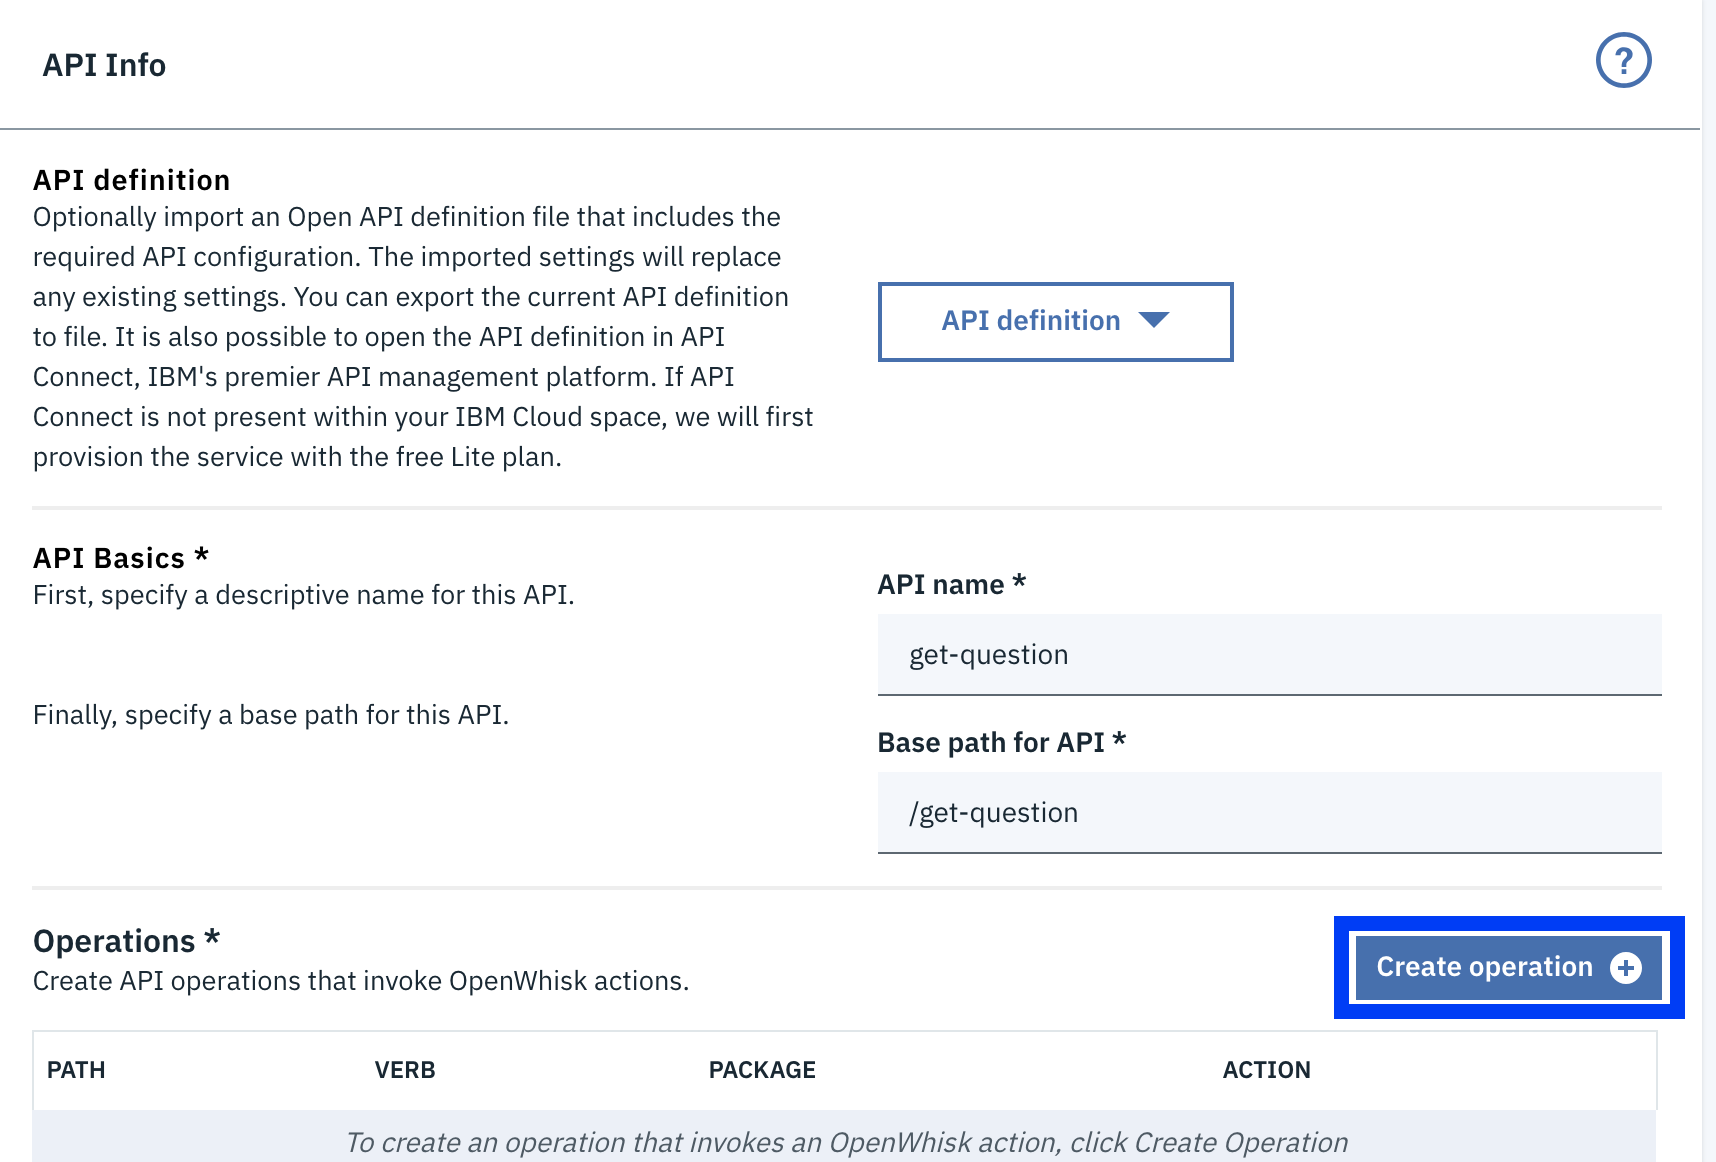 API Info
?
API definition
Optionally import an Open API definition file that includes the
required API configuration. The imported settings will replace
any existing settings. You can export the current API definition
to file. It is also possible to open the API definition in API
Connect, IBM's premier API management platform. If API
Connect is not present within your IBM Cloud space, we will first
provision the service with the free Lite plan.
API definition
API Basics *
First, specify a descriptive name for this API.
API name *
get-question
Finally, specify a base path for this API.
Base path for API *
/get-question
Operations *
Create API operations that invoke OpenWhisk actions.
Create operation
PATH VERB PACKAGE ACTION
To create an operation that invokes an OpenWhisk action, click Create Operation